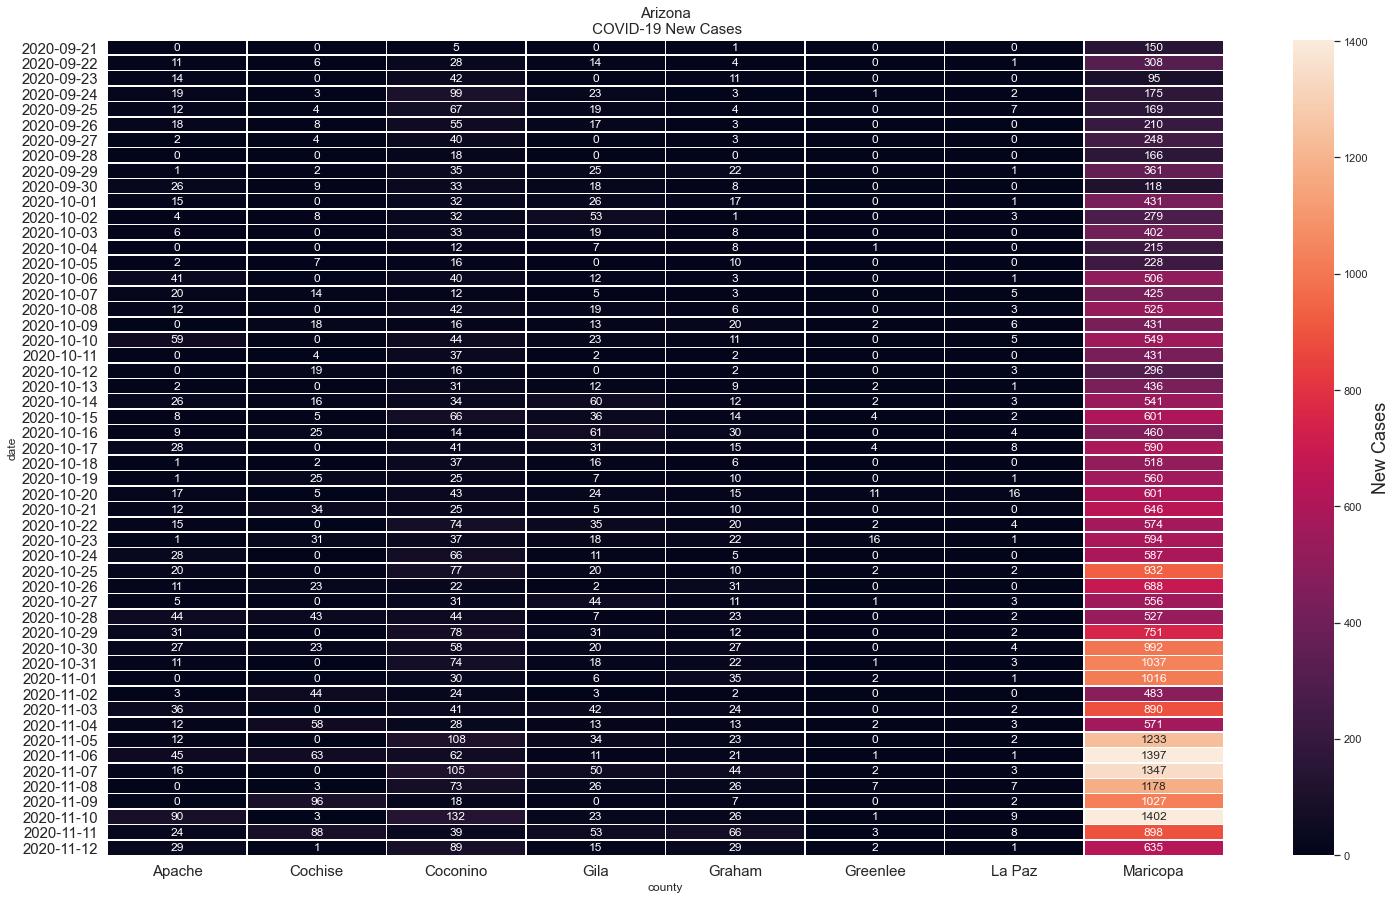 Arizona
COVID-19 New Cases
2020-09-21 0 0 5 0 1 0 0 150
2020-09-22 11 6 28 14 4 0 1 308
2020-09-23 14 0 42 0 11 0 0 95
2020-09-24 19 3 99 23 3 1 2 175
2020-09-25 12 4 67 19 4 0 7 169
2020-09-26 18 8 55 17 3 0 0 210
2020-09-27 2 4 40 0 3 0 0 248
2020-09-28 0 0 18 0 0 0 0 166
2020-09-29 1 2 35 25 22 0 1 361
2020-09-30 26 9 33 18 8 0 0 118
2020-10-01 15 0 32 26 17 0 1 431
2020-10-02 4 8 32 53 1 0 3 279
2020-10-03 6 0 33 19 8 0 0 402
2020-10-04 0 0 12 7 8 1 0 215
2020-10-05 2 7 16 0 10 0 0 228
2020-10-06 41 0 40 12 3 0 1 506
2020-10-07 20 14 12 5 3 0 5 425
2020-10-08 12 0 42 19 6 0 3 525
2020-10-09 0 18 16 13 20 2 6 431
2020-10-10 59 0 44 23 11 0 5 549
2020-10-11 0 4 37 2 2 0 0 431
2020-10-12 0 19 16 0 2 0 3 296
2020-10-13 2 0 31 12 9 2 1 436
2020-10-14 26 16 34 60 12 2 3 541
2020-10-15 8 5 66 36 14 4 2 601
2020-10-16 9 25 14 61 30 0 4 460
2020-10-17 28 0 41 31 15 4 8 590
2020-10-18 1 2 37 16 6 0 0 518
2020-10-19 1 25 25 7 10 0 1 560
2020-10-20 17 5 43 24 15 11 16 601
2020-10-21 12 34 25 5 10 0 0 646
2020-10-22 15 0 74 35 20 2 4 574
2020-10-23 1 31 37 18 22 16 1 594
2020-10-24 28 0 66 11 5 0 0 587
2020-10-25 20 0 77 20 10 2 2 932
2020-10-26 11 23 22 2 31 0 0 688
2020-10-27 5 0 31 44 11 1 3 556
2020-10-28 44 43 44 7 23 0 2 527
2020-10-29 31 0 78 31 12 0 2 751
2020-10-30 27 23 58 20 27 0 4 992
2020-10-31 11 0 74 18 22 1 3 1037
2020-11-01 0 0 30 6 35 2 1 1016
2020-11-02 3 44 24 3 2 0 0 483
2020-11-03 36 0 41 42 24 0 2 890
2020-11-04 12 58 28 13 13 2 3 571
2020-11-05 12 0 108 34 23 0 2 1233
2020-11-06 45 63 62 11 21 1 1 1397
2020-11-07 16 0 105 50 44 2 3 1347
2020-11-08 0 3 73 26 26 7 7 1178
2020-11-09 0 96 18 0 7 0 2 1027
2020-11-10 90 3 132 23 26 1 9 1402
2020-11-11 24 88 39 53 66 3 8 898
2020-11-12 29 1 89 15 29 2 1 635
Apache Cochise Coconino Gila Graham Greenlee La Paz Maricopa
county
date
1400
1200
1000
800
600
400
200
0
New Cases